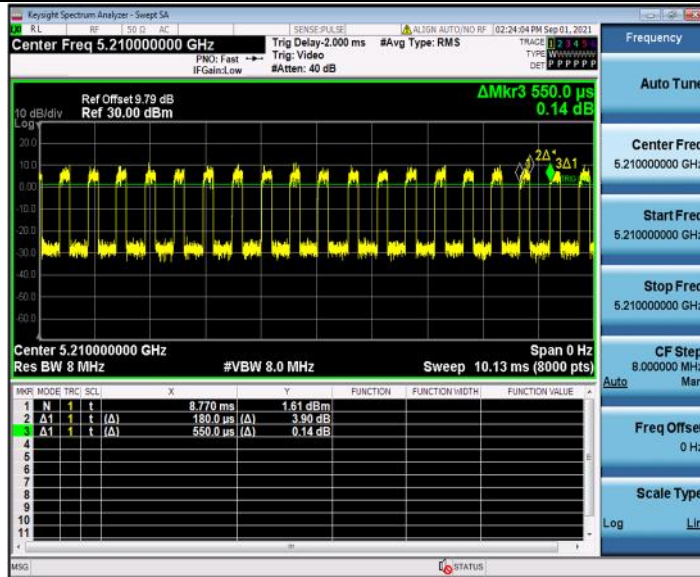 Keysight Spectrum Analyzer - Swept SA
RL RF 50 Ω AC SENSE:PULSE ALIGN AUTO/NO RF 02:24:04 PM Sep 01, 2021
Center Freq 5.210000000 GHz
PNO: Fast
IFGain:Low
Trig Delay-2.000 ms
Trig: Video
#Atten: 40 dB
#Avg Type: RMS
TRACE 1 2 3 4 5 6
TYPE WWWWWW
DET P P P P P P
ΔMkr3 550.0 µs
0.14 dB
Ref Offset 9.79 dB
10 dB/div Ref 30.00 dBm
Log
20.0
10.0
0.00
-10.0
-20.0
-30.0
-40.0
-50.0
-60.0
2Δ1
3Δ1
Center 5.210000000 GHz Span 0 Hz
Res BW 8 MHz #VBW 8.0 MHz Sweep 10.13 ms (8000 pts)
MKR MODE TRC SCL X Y FUNCTION FUNCTION WIDTH FUNCTION VALUE
1 N 1 t 8.770 ms 1.61 dBm
2 Δ1 1 t (Δ) 180.0 µs (Δ) 3.90 dB
3 Δ1 1 t (Δ) 550.0 µs (Δ) 0.14 dB
4
5
6
7
8
9
10
11
MSG STATUS
Frequency
Auto Tune
Center Freq
5.210000000 GHz
Start Freq
5.210000000 GHz
Stop Freq
5.210000000 GHz
CF Step
8.000000 MHz
Auto Man
Freq Offset
0 Hz
Scale Type
Log Lin